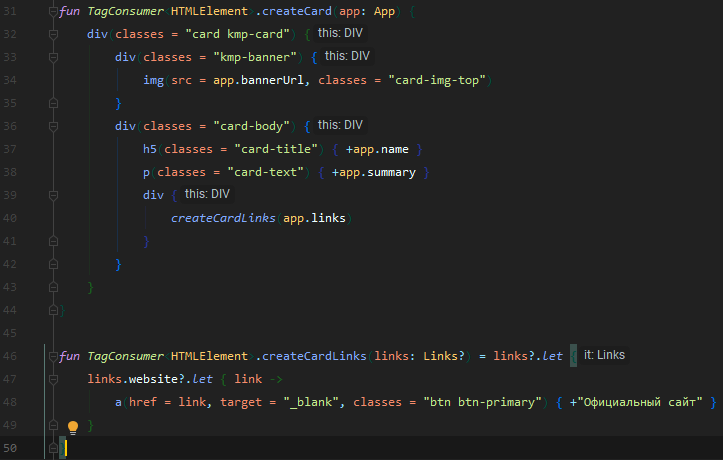 31 fun TagConsumer<HTMLElement>.createCard(app: App) {
32 div(classes = "card kmp-card") { this: DIV
33 div(classes = "kmp-banner") { this: DIV
34 img(src = app.bannerUrl, classes = "card-img-top")
35 }
36 div(classes = "card-body") { this: DIV
37 h5(classes = "card-title") { +app.name }
38 p(classes = "card-text") { +app.summary }
39 div { this: DIV
40 createCardLinks(app.links)
41 }
42 }
43 }
44 }
45
46 fun TagConsumer<HTMLElement>.createCardLinks(links: Links?) = links?.let { it: Links
47 links.website?.let { link ->
48 a(href = link, target = "_blank", classes = "btn btn-primary") { +"Официальный сайт" }
49 }
50 }